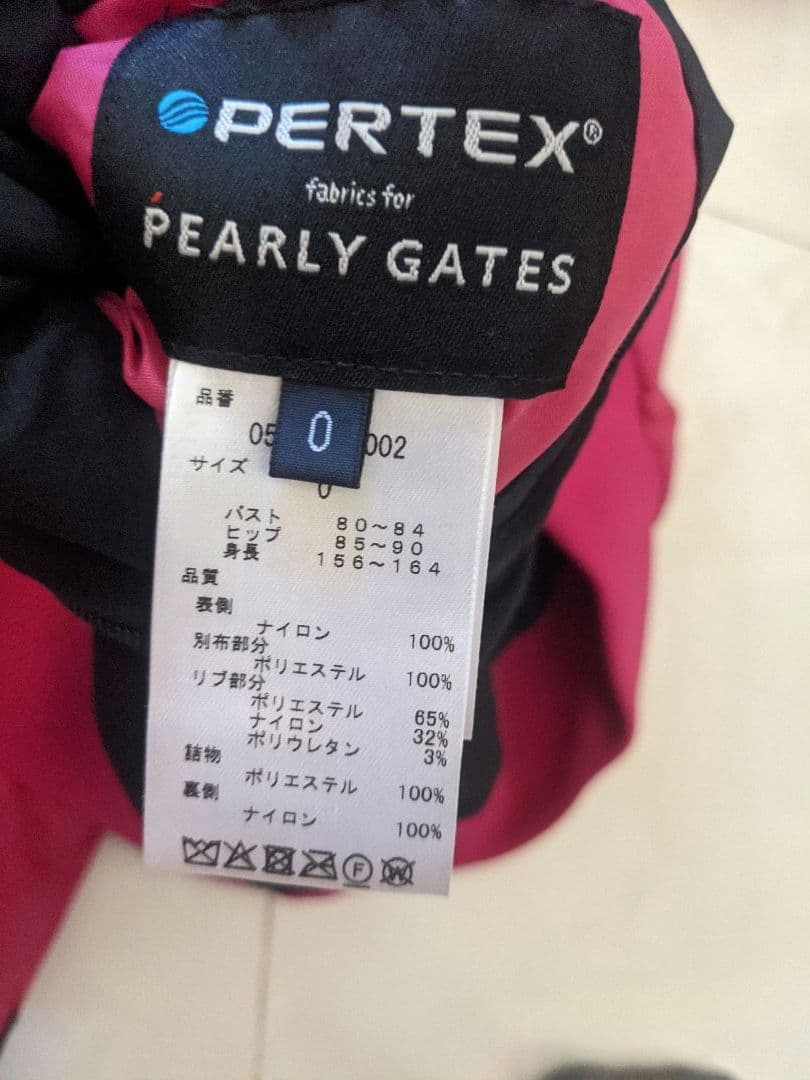 PERTEX®
fabrics for
PEARLY GATES
品番
05 002
0
サイズ
0
バスト 80~84
ヒップ 85~90
身長 156~164
品質
表側
ナイロン 100%
別布部分
ポリエステル 100%
リブ部分
ポリエステル 65%
ナイロン 32%
ポリウレタン 3%
詰物
ポリエステル 100%
裏側
ナイロン 100%
F W